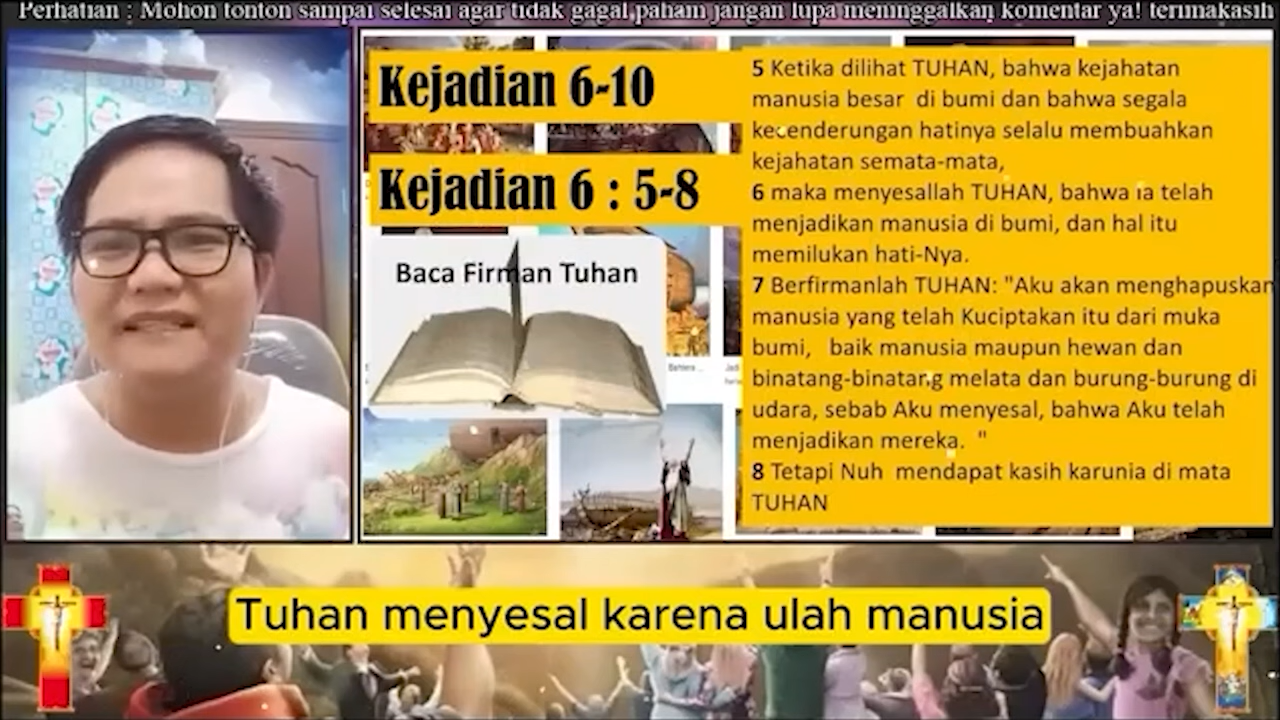 Perhatian : Mohon tonton sampai selesai agar tidak gagal paham jangan lupa meninggalkan komentar ya! terimakasih
Kejadian 6-10
Kejadian 6 : 5-8
Baca Firman Tuhan
5 Ketika dilihat TUHAN, bahwa kejahatan
manusia besar di bumi dan bahwa segala
kecenderungan hatinya selalu membuahkan
kejahatan semata-mata,
6 maka menyesallah TUHAN, bahwa ia telah
menjadikan manusia di bumi, dan hal itu
memilukan hati-Nya.
7 Berfirmanlah TUHAN: "Aku akan menghapuskan
manusia yang telah Kuciptakan itu dari muka
bumi, baik manusia maupun hewan dan
binatang-binatang melata dan burung-burung di
udara, sebab Aku menyesal, bahwa Aku telah
menjadikan mereka. "
8 Tetapi Nuh mendapat kasih karunia di mata
TUHAN
Tuhan menyesal karena ulah manusia